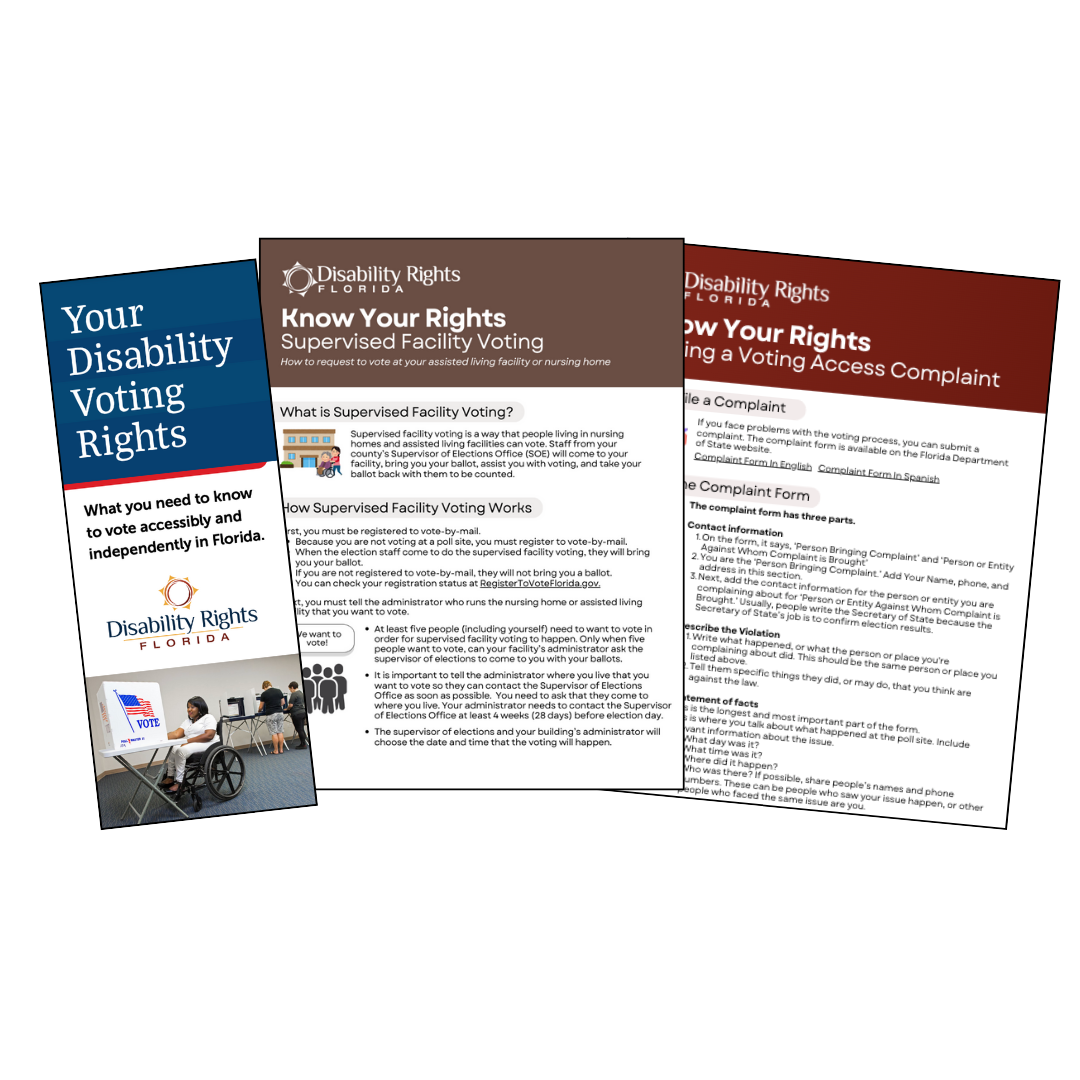 Your
Disability
Voting
Rights
What you need to know
to vote accessibly and
independently in Florida.
Disability Rights
FLORIDA
VOTE
Disability Rights
FLORIDA
Know Your Rights
Supervised Facility Voting
How to request to vote at your assisted living facility or nursing home
What is Supervised Facility Voting?
Supervised facility voting is a way that people living in nursing
homes and assisted living facilities can vote. Staff from your
county's Supervisor of Elections Office (SOE) will come to your
facility, bring you your ballot, assist you with voting, and take your
ballot back with them to be counted.
How Supervised Facility Voting Works
rst, you must be registered to vote-by-mail.
Because you are not voting at a poll site, you must register to vote-by-mail.
When the election staff come to do the supervised facility voting, they will bring
you your ballot.
If you are not registered to vote-by-mail, they will not bring you a ballot.
You can check your registration status at RegisterToVoteFlorida.gov.
xt, you must tell the administrator who runs the nursing home or assisted living
lity that you want to vote.
We want to
vote!
• At least five people (including yourself) need to want to vote in
order for supervised facility voting to happen. Only when five
people want to vote, can your facility's administrator ask the
supervisor of elections to come to you with your ballots.
• It is important to tell the administrator where you live that you
want to vote so they can contact the Supervisor of Elections
Office as soon as possible. You need to ask that they come to
where you live. Your administrator needs to contact the Supervisor
of Elections Office at least 4 weeks (28 days) before election day.
• The supervisor of elections and your building's administrator will
choose the date and time that the voting will happen.
Disability Rights
FLORIDA
ow Your Rights
ing a Voting Access Complaint
ile a Complaint
If you face problems with the voting process, you can submit a
complaint. The complaint form is available on the Florida Department
of State website.
Complaint Form In English Complaint Form In Spanish
he Complaint Form
The complaint form has three parts.
Contact information
1. On the form, it says, 'Person Bringing Complaint' and 'Person or Entity
Against Whom Complaint is Brought'
2. You are the 'Person Bringing Complaint.' Add Your Name, phone, and
address in this section.
3. Next, add the contact information for the person or entity you are
complaining about for 'Person or Entity Against Whom Complaint is
Brought.' Usually, people write the Secretary of State because the
Secretary of State's job is to confirm election results.
escribe the Violation
1. Write what happened, or what the person or place you're
complaining about did. This should be the same person or place you
listed above.
. Tell them specific things they did, or may do, that you think are
against the law.
tement of facts
s is the longest and most important part of the form.
s is where you talk about what happened at the poll site. Include
vant information about the issue.
What day was it?
What time was it?
Where did it happen?
Who was there? If possible, share people's names and phone
umbers. These can be people who saw your issue happen, or other
people who faced the same issue are you.